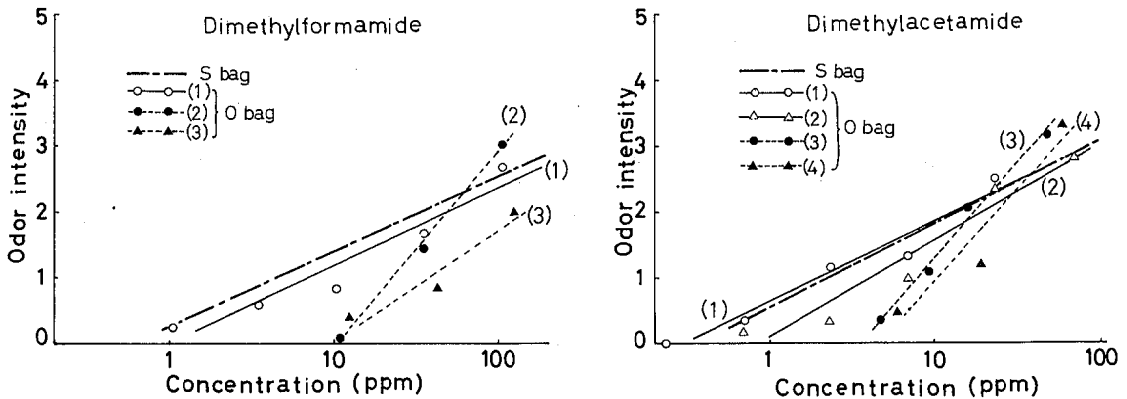 Dimethylformamide
5
4
3
2
1
0
Odor intensity
S bag
(1)
(2) O bag
(3)
(2)
(1)
(3)
1 10 100
Concentration (ppm)
Dimethylacetamide
5
4
3
2
1
0
Odor intensity
S bag
(1)
(2) O bag
(3)
(4)
(3)
(4)
(2)
(1)
1 10 100
Concentration (ppm)